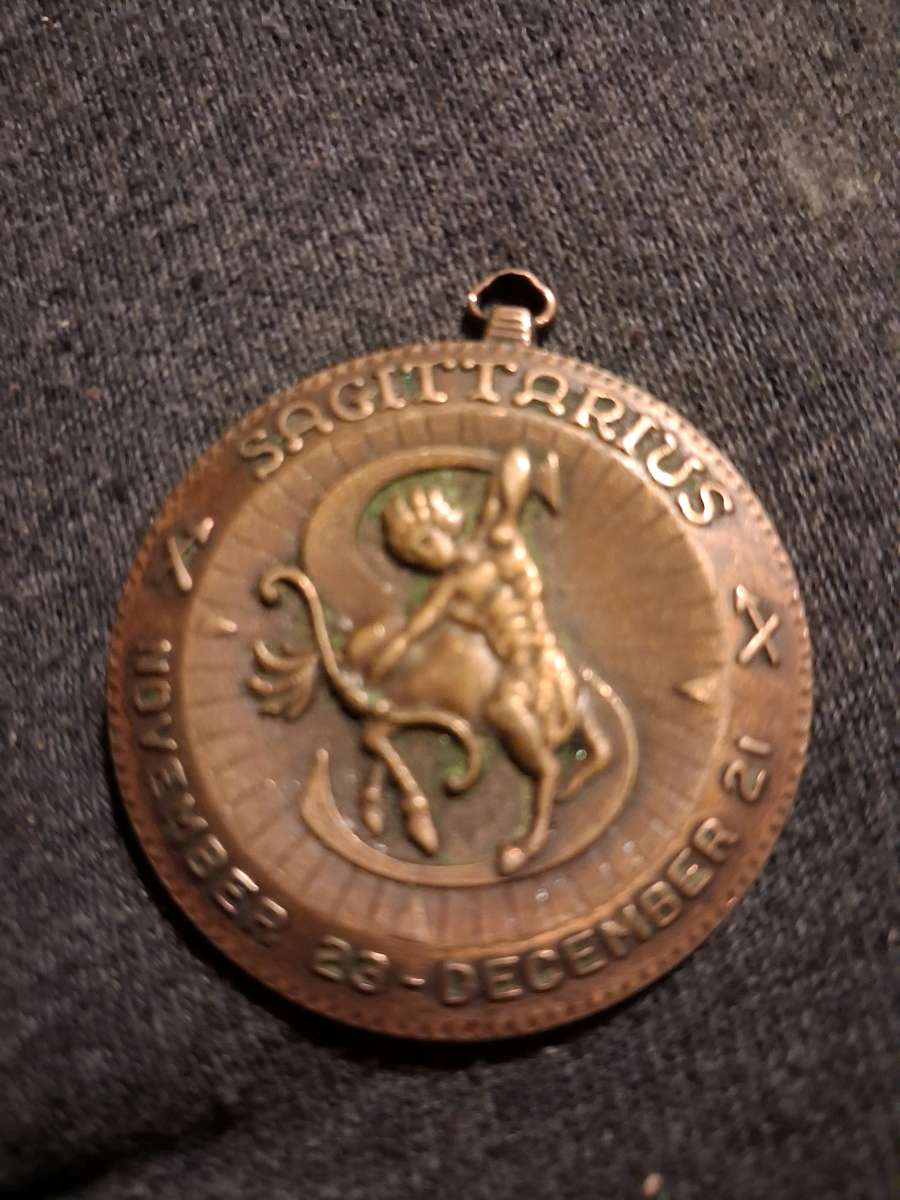 SAGITTARIUS
NOVEMBER 23 - DECEMBER 21